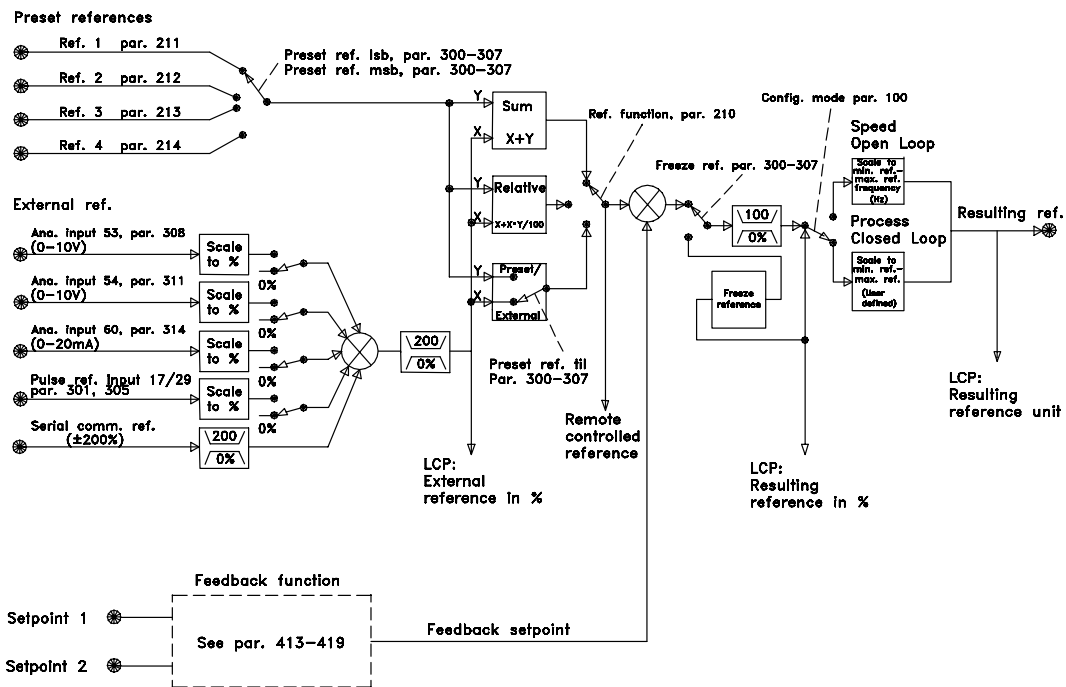 Preset references
Ref. 1 par. 211
Ref. 2 par. 212
Ref. 3 par. 213
Ref. 4 par. 214
Preset ref. lsb, par. 300-307
Preset ref. msb, par. 300-307
Y
Sum
X
X+Y
Y
Relative
X
X+X*Y/100
Y
Preset/
X
External
Preset ref. til
Par. 300-307
Ref. function, par. 210
Freeze ref. par. 300-307
Config. mode par. 100
Speed
Open Loop
Scale to
min. ref.-
max. ref.
frequency
(Hz)
Process
Closed Loop
Scale to
min. ref.-
max. ref.
(User
defined)
100
0%
Freeze
reference
Resulting ref.
External ref.
Ana. input 53, par. 308
(0-10V)
Scale
to %
0%
Ana. input 54, par. 311
(0-10V)
Scale
to %
0%
Ana. input 60, par. 314
(0-20mA)
Scale
to %
0%
Pulse ref. input 17/29
par. 301, 305
Scale
to %
0%
Serial comm. ref.
(±200%)
200
0%
200
0%
LCP:
External
reference in %
Remote
controlled
reference
LCP:
Resulting
reference in %
LCP:
Resulting
reference unit
Feedback function
Setpoint 1
Setpoint 2
See par. 413-419
Feedback setpoint